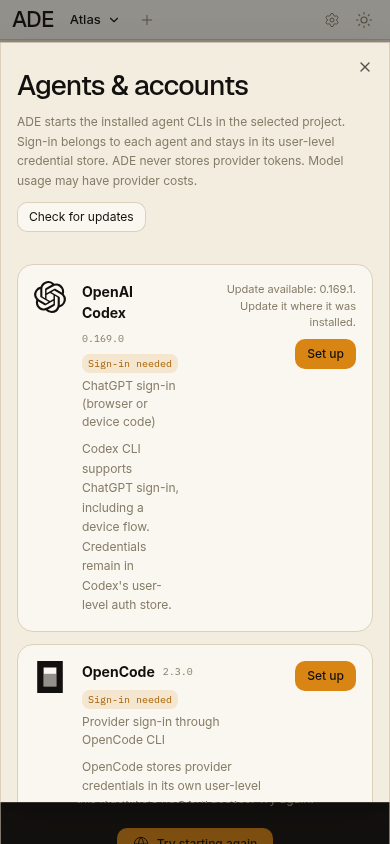 ADE Atlas
Agents & accounts
ADE starts the installed agent CLIs in the selected project.
Sign-in belongs to each agent and stays in its user-level
credential store. ADE never stores provider tokens. Model
usage may have provider costs.
Check for updates
OpenAI
Codex
0.169.0
Sign-in needed
ChatGPT sign-in
(browser or
device code)
Codex CLI
supports
ChatGPT sign-in,
including a
device flow.
Credentials
remain in
Codex's user-
level auth store.
Update available: 0.169.1.
Update it where it was
installed.
Set up
OpenCode 2.3.0
Sign-in needed
Provider sign-in through
OpenCode CLI
OpenCode stores provider
credentials in its own user-level
Set up
Try starting again